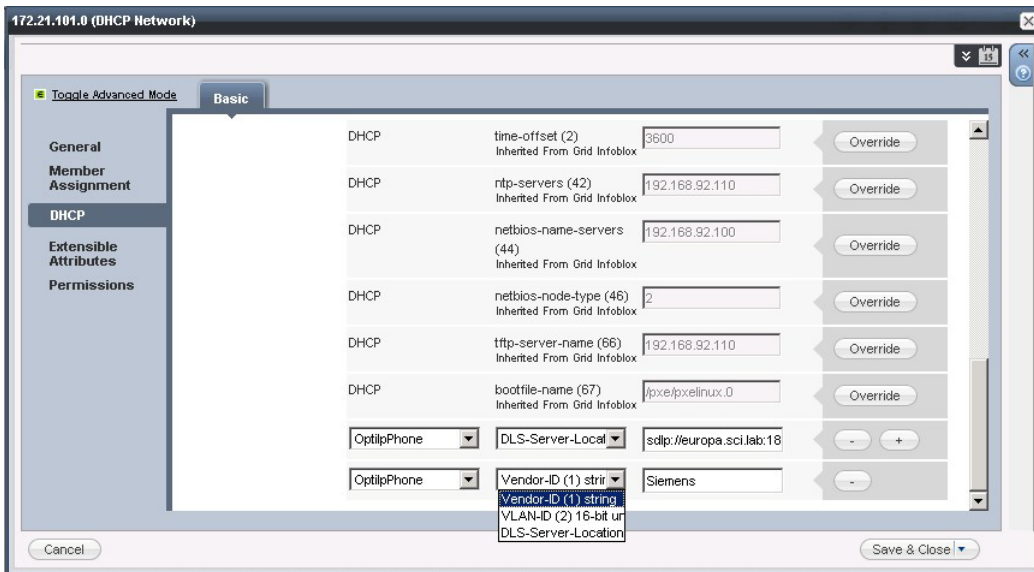 172.21.101.0 (DHCP Network)
15
Toggle Advanced Mode
Basic
General
Member
Assignment
DHCP
Extensible
Attributes
Permissions
DHCP time-offset (2) 3600 Override
Inherited From Grid Infoblox
DHCP ntp-servers (42) 192.168.92.110 Override
Inherited From Grid Infoblox
DHCP netbios-name-servers 192.168.92.100 Override
(44)
Inherited From Grid Infoblox
DHCP netbios-node-type (46) 2 Override
Inherited From Grid Infoblox
DHCP tftp-server-name (66) 192.168.92.110 Override
Inherited From Grid Infoblox
DHCP bootfile-name (67) /pxe/pxelinux.0 Override
Inherited From Grid Infoblox
OptiIpPhone DLS-Server-Locat sdlp://europa.sci.lab:18 - +
OptiIpPhone Vendor-ID (1) strir Siemens -
Vendor-ID (1) string
VLAN-ID (2) 16-bit ur
DLS-Server-Location
Cancel Save & Close